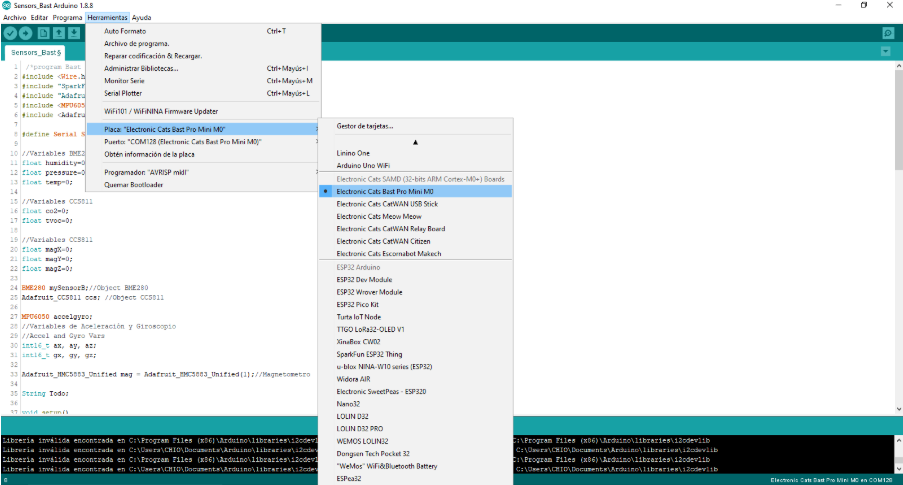 Sensors_Bast Arduino 1.8.8
Archivo Editar Programa Herramientas Ayuda
Sensors_Bast§
Auto Formato Ctrl+T
Archivo de programa.
Reparar codificación & Recargar.
Administrar Bibliotecas... Ctrl+Mayús+I
Monitor Serie Ctrl+Mayús+M
Serial Plotter Ctrl+Mayús+L
WiFi101 / WiFiNINA Firmware Updater
Placa: "Electronic Cats Bast Pro Mini M0"
Puerto: "COM128 (Electronic Cats Bast Pro Mini M0)"
Obtén información de la placa
Programador: "AVRISP mkII"
Quemar Bootloader
Gestor de tarjetas...
Linino One
Arduino Uno WiFi
Electronic Cats SAMD (32-bits ARM Cortex-M0+) Boards
Electronic Cats Bast Pro Mini M0
Electronic Cats CatWAN USB Stick
Electronic Cats Meow Meow
Electronic Cats CatWAN Relay Board
Electronic Cats CatWAN Citizen
Electronic Cats Escornabot Makech
ESP32 Arduino
ESP32 Dev Module
ESP32 Wrover Module
ESP32 Pico Kit
Turta IoT Node
TTGO LoRa32-OLED V1
XinaBox CW02
SparkFun ESP32 Thing
u-blox NINA-W10 series (ESP32)
Widora AIR
Electronic SweetPeas - ESP320
Nano32
LOLIN D32
LOLIN D32 PRO
WEMOS LOLIN32
Dongsen Tech Pocket 32
"WeMos" WiFi&Bluetooth Battery
ESPea32
1 /*program Bast
2 #include <Wire.h
3 #include "SparkF
4 #include "Adafru
5 #include <MPU605
6 #include <Adafru
7
8 #define Serial S
9
10 //Variables BME2
11 float humidity=0
12 float pressure=0
13 float temp=0;
14
15 //Variables CCS811
16 float co2=0;
17 float tvoc=0;
18
19 //Variables CCS811
20 float magX=0;
21 float magY=0;
22 float magZ=0;
23
24 BME280 mySensorB;//Object BME280
25 Adafruit_CCS811 ccs; //Object CCS811
26
27 MPU6050 accelgyro;
28 //Variables de Aceleración y Giroscopio
29 //Accel and Gyro Vars
30 int16_t ax, ay, az;
31 int16_t gx, gy, gz;
32
33 Adafruit_HMC5883_Unified mag = Adafruit_HMC5883_Unified(1);//Magnetometro
34
35 String Todo;
36
37 void setup()
Librería inválida encontrada en C:\Program Files (x86)\Arduino\libraries\i2cdevl C:\Program Files (x86)\Arduino\libraries\i2cdevlib
Librería inválida encontrada en C:\Users\CHIO\Documents\Arduino\libraries\i2cdev C:\Users\CHIO\Documents\Arduino\libraries\i2cdevlib
Librería inválida encontrada en C:\Program Files (x86)\Arduino\libraries\i2cdevl C:\Program Files (x86)\Arduino\libraries\i2cdevlib
Librería inválida encontrada en C:\Users\CHIO\Documents\Arduino\libraries\i2cdev C:\Users\CHIO\Documents\Arduino\libraries\i2cdevlib
8 Electronic Cats Bast Pro Mini M0 en COM128